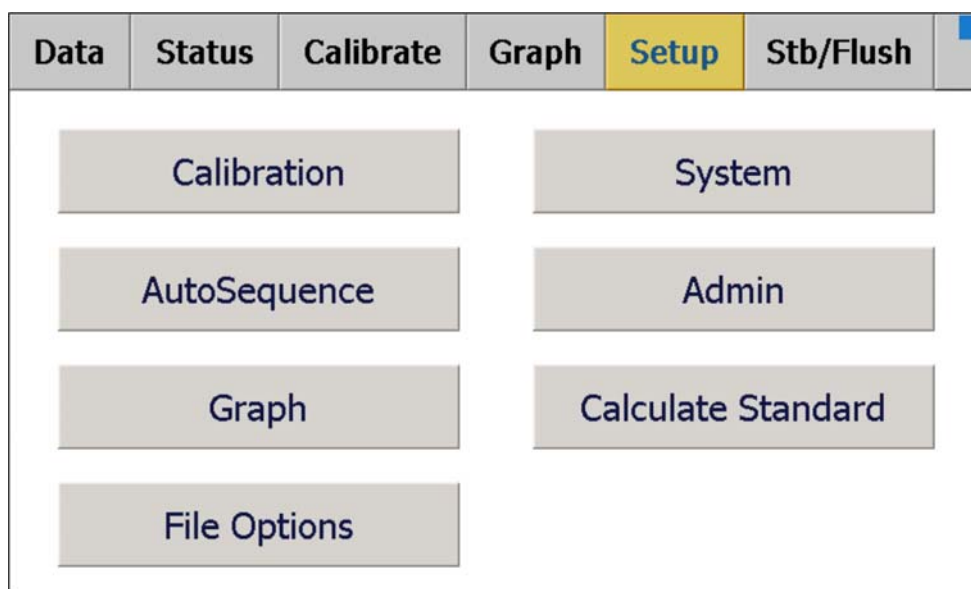 Data Status Calibrate Graph Setup Stb/Flush
Calibration System
AutoSequence Admin
Graph Calculate Standard
File Options